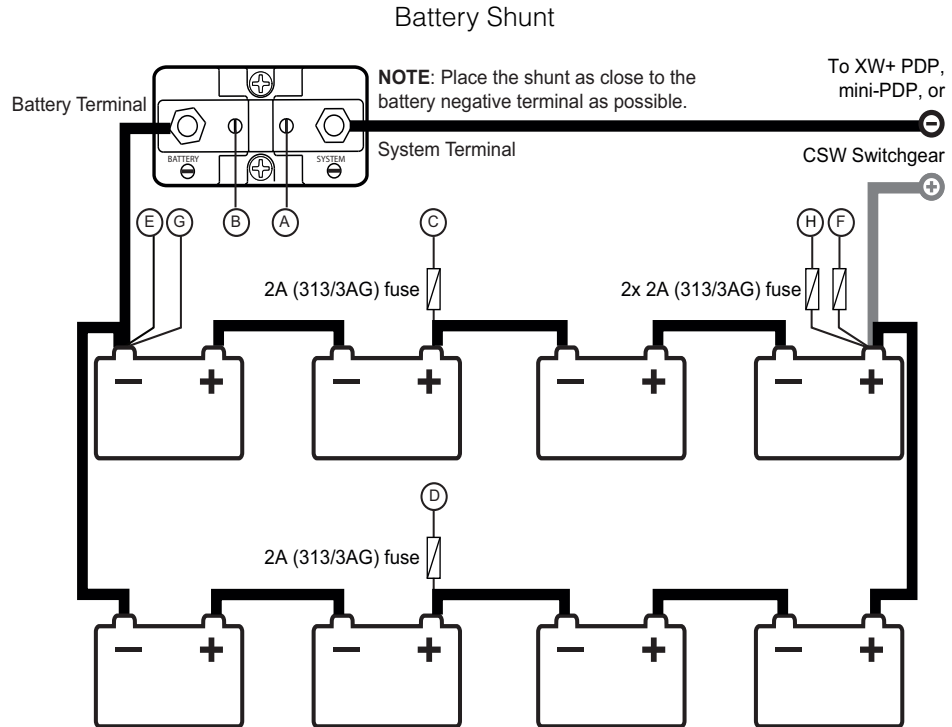 Battery Shunt
Battery Terminal
NOTE: Place the shunt as close to the
battery negative terminal as possible.
To XW+ PDP,
mini-PDP, or
CSW Switchgear
System Terminal
BATTERY
SYSTEM
E G B A C H F
2A (313/3AG) fuse
2x 2A (313/3AG) fuse
− + − + − + − +
D
2A (313/3AG) fuse
− + − + − + − +